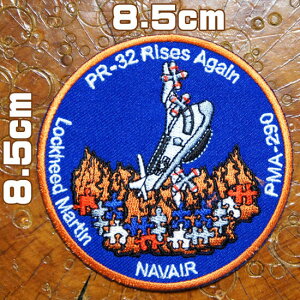 8.5cm
8.5cm
PR-32 Rises Again
Lockheed Martin
PMA-290
NAVAIR